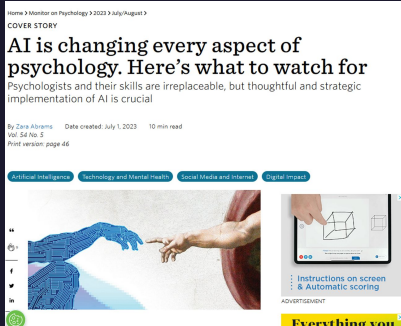 Home > Monitor on Psychology > 2023 > July/August >
COVER STORY
AI is changing every aspect of
psychology. Here’s what to watch for
Psychologists and their skills are irreplaceable, but thoughtful and strategic
implementation of AI is crucial
By Zara Abrams Date created: July 1, 2023 10 min read
Vol. 54 No. 5
Print version: page 46
Artificial Intelligence Technology and Mental Health Social Media and Internet Digital Impact
Instructions on screen
& Automatic scoring
ADVERTISEMENT
Everything you